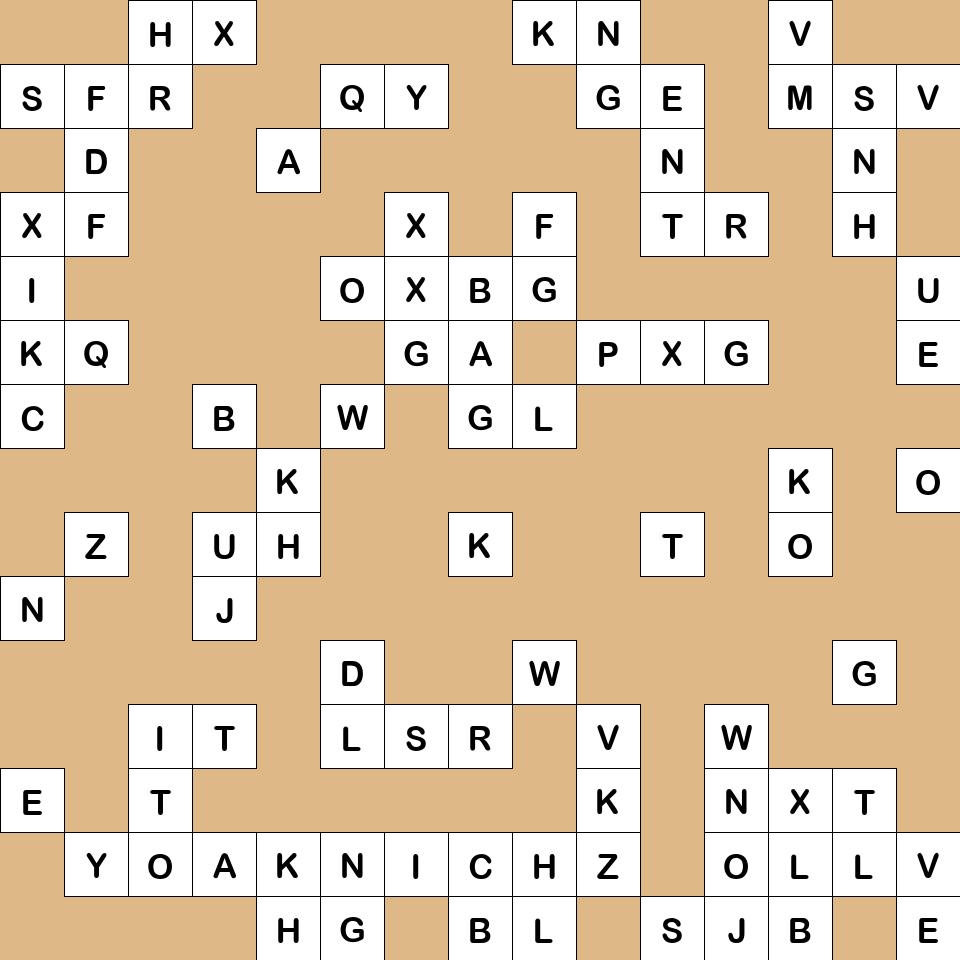 H X K N V
S F R Q Y G E M S V
D A N N
X F X F T R H
I O X B G U
K Q G A P X G E
C B W G L
K K O
Z U H K T O
N J
D W G
I T L S R V W
E T K N X T
Y O A K N I C H Z O L L V
H G B L S J B E